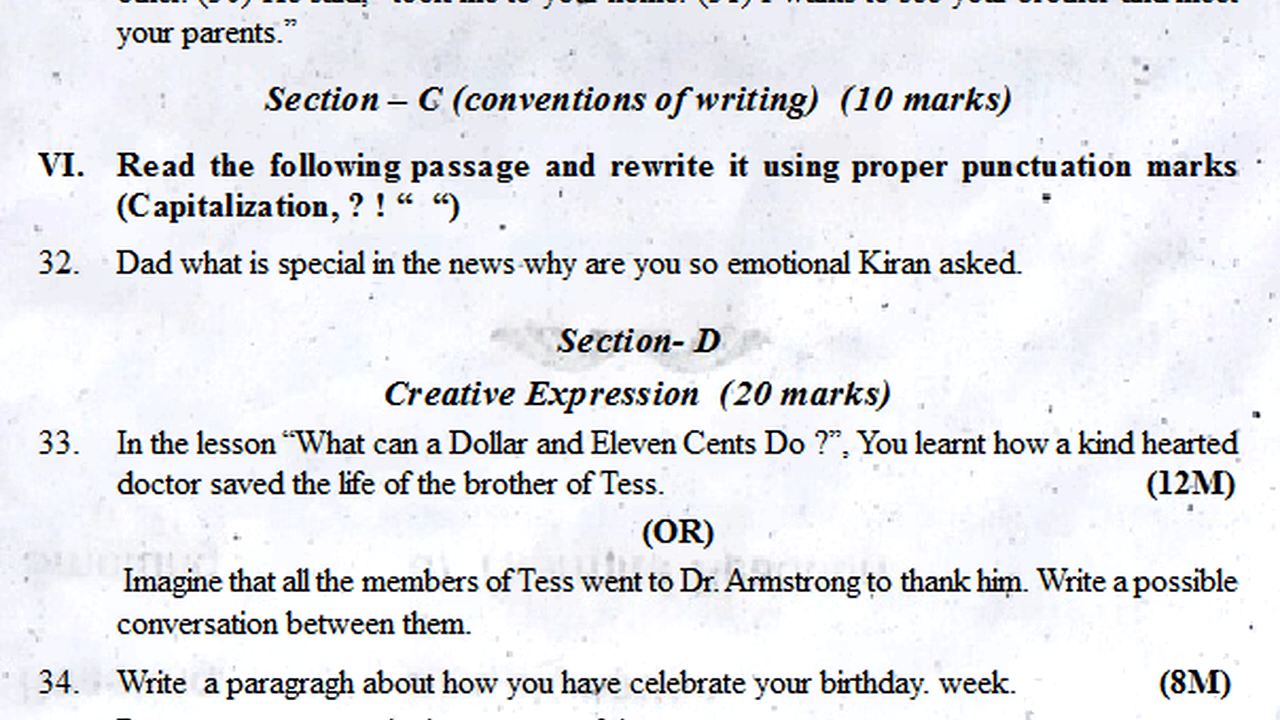 your parents.”
Section – C (conventions of writing) (10 marks)
VI. Read the following passage and rewrite it using proper punctuation marks
(Capitalization, ? ! “ “)
32. Dad what is special in the news why are you so emotional Kiran asked.
Section- D
Creative Expression (20 marks)
33. In the lesson “What can a Dollar and Eleven Cents Do ?”, You learnt how a kind hearted
doctor saved the life of the brother of Tess. (12M)
(OR)
Imagine that all the members of Tess went to Dr. Armstrong to thank him. Write a possible
conversation between them.
34. Write a paragragh about how you have celebrate your birthday. week. (8M)